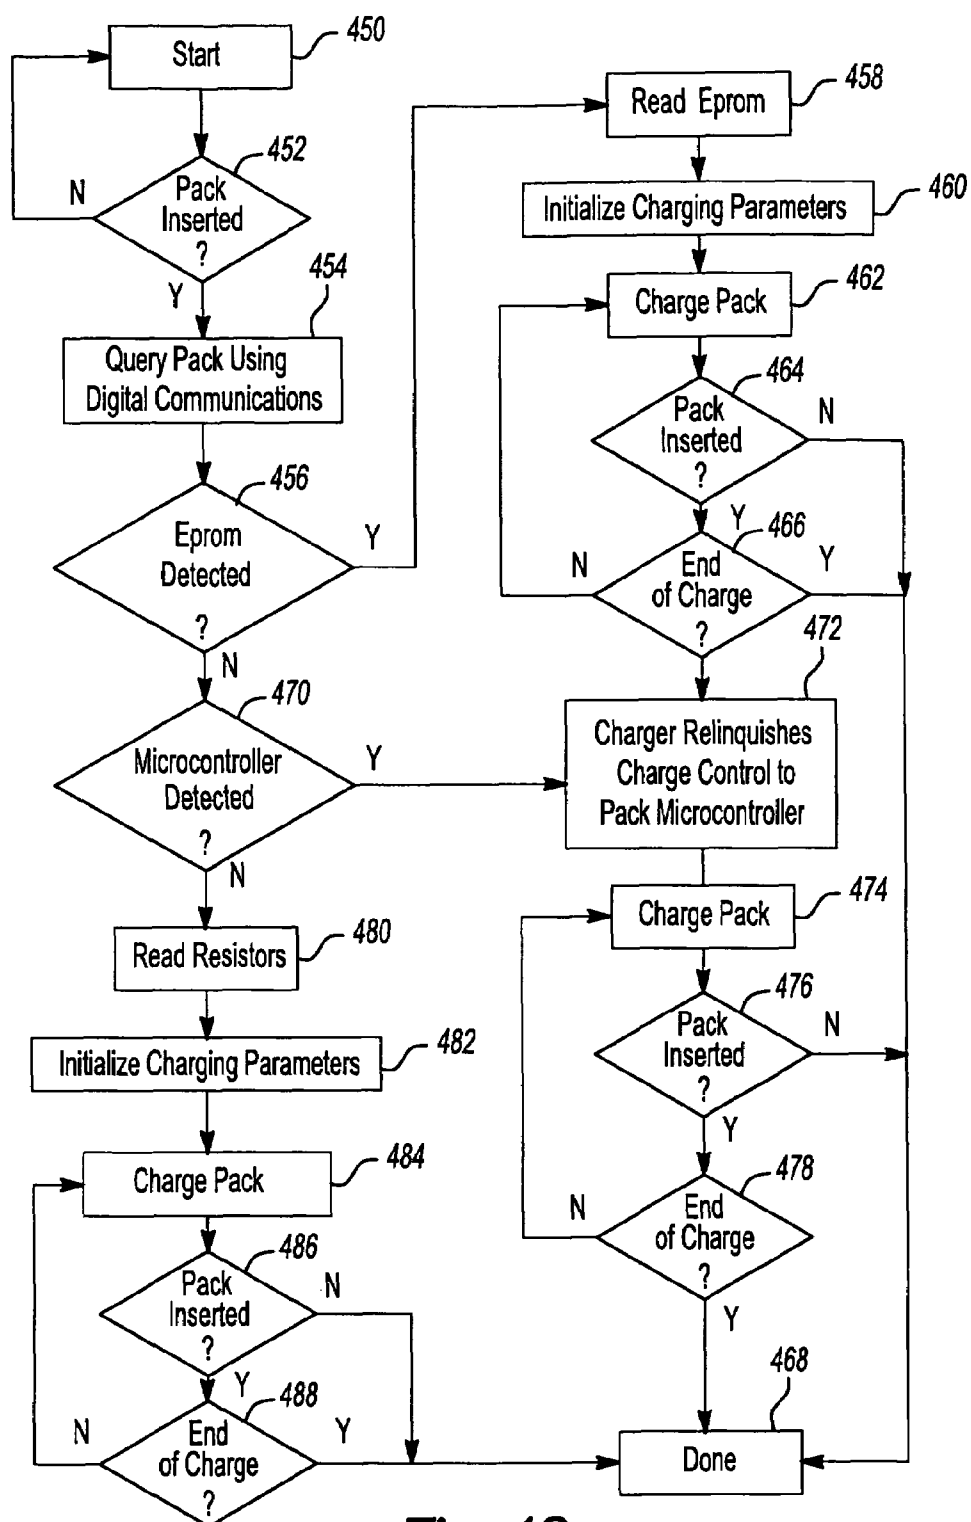 Start
450
N
452
Pack
Inserted
?
Y
454
Query Pack Using
Digital Communications
456
Eprom
Detected
?
Y
N
470
Microcontroller
Detected
?
Y
N
480
Read Resistors
482
Initialize Charging Parameters
484
Charge Pack
486
Pack
Inserted
?
N
Y
488
End
of Charge
?
N
Y
458
Read Eprom
460
Initialize Charging Parameters
462
Charge Pack
464
Pack
Inserted
?
N
Y
466
End
of Charge
?
N
Y
472
Charger Relinquishes
Charge Control to
Pack Microcontroller
474
Charge Pack
476
Pack
Inserted
?
N
Y
478
End
of Charge
?
N
Y
468
Done